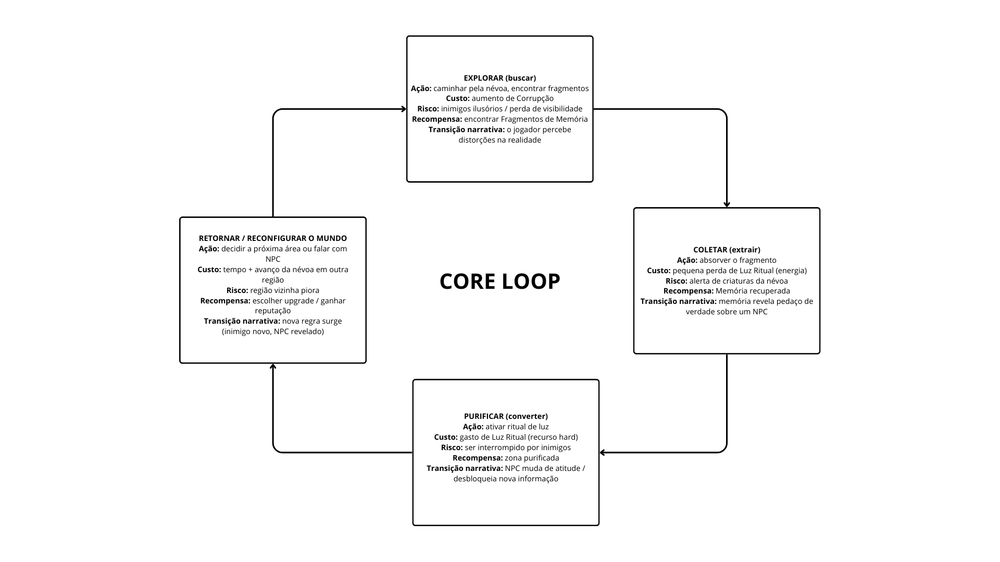 EXPLORAR (buscar)
Ação: caminhar pela névoa, encontrar fragmentos
Custo: aumento de Corrupção
Risco: inimigos ilusórios / perda de visibilidade
Recompensa: encontrar Fragmentos de Memória
Transição narrativa: o jogador percebe
distorções na realidade
RETORNAR / RECONFIGURAR O MUNDO
Ação: decidir a próxima área ou falar com
NPC
Custo: tempo + avanço da névoa em outra
região
Risco: região vizinha piora
Recompensa: escolher upgrade / ganhar
reputação
Transição narrativa: nova regra surge
(inimigo novo, NPC revelado)
CORE LOOP
COLETAR (extrair)
Ação: absorver o fragmento
Custo: pequena perda de Luz Ritual (energia)
Risco: alerta de criaturas da névoa
Recompensa: Memória recuperada
Transição narrativa: memória revela pedaço de
verdade sobre um NPC
PURIFICAR (converter)
Ação: ativar ritual de luz
Custo: gasto de Luz Ritual (recurso hard)
Risco: ser interrompido por inimigos
Recompensa: zona purificada
Transição narrativa: NPC muda de atitude /
desbloqueia nova informação